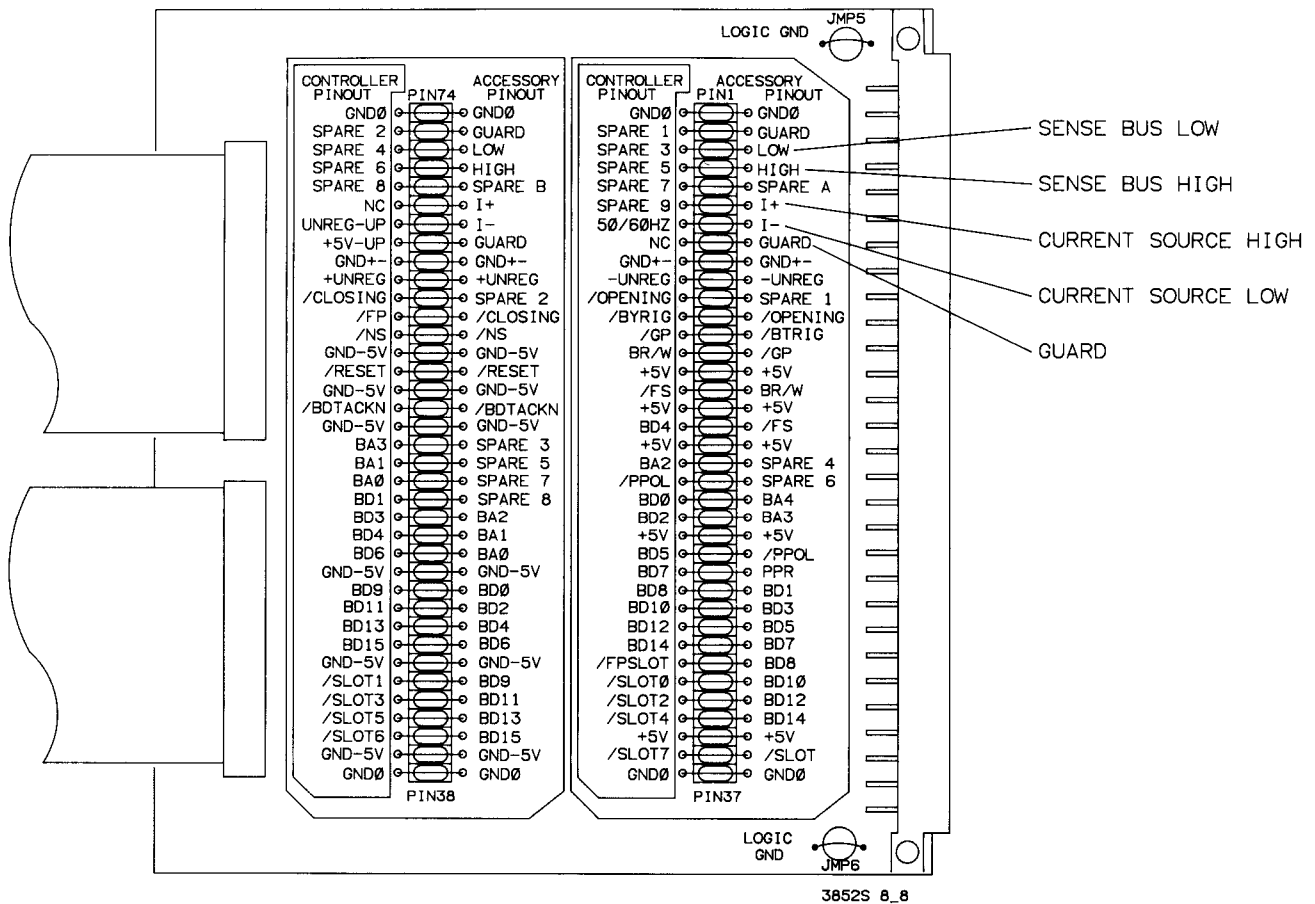 JMP5
LOGIC GND
CONTROLLER PINOUT PIN74 ACCESSORY PINOUT
GNDØ GNDØ
SPARE 2 GUARD
SPARE 4 LOW
SPARE 6 HIGH
SPARE 8 SPARE B
NC I+
UNREG-UP I-
+5V-UP GUARD
GND+- GND+-
+UNREG +UNREG
/CLOSING SPARE 2
/FP /CLOSING
/NS /NS
GND-5V GND-5V
/RESET /RESET
GND-5V GND-5V
/BDTACKN /BDTACKN
GND-5V GND-5V
BA3 SPARE 3
BA1 SPARE 5
BAØ SPARE 7
BD1 SPARE 8
BD3 BA2
BD4 BA1
BD6 BAØ
GND-5V GND-5V
BD9 BDØ
BD11 BD2
BD13 BD4
BD15 BD6
GND-5V GND-5V
/SLOT1 BD9
/SLOT3 BD11
/SLOT5 BD13
/SLOT6 BD15
GND-5V GND-5V
GNDØ GNDØ
PIN38
CONTROLLER PINOUT PIN1 ACCESSORY PINOUT
GNDØ GNDØ
SPARE 1 GUARD
SPARE 3 LOW
SPARE 5 HIGH
SPARE 7 SPARE A
SPARE 9 I+
5Ø/6ØHZ I-
NC GUARD
GND+- GND+-
-UNREG -UNREG
/OPENING SPARE 1
/BYRIG /OPENING
/GP /BTRIG
BR/W /GP
+5V +5V
/FS BR/W
+5V +5V
BD4 /FS
+5V +5V
BA2 SPARE 4
/PPOL SPARE 6
BDØ BA4
BD2 BA3
+5V +5V
BD5 /PPOL
BD7 PPR
BD8 BD1
BD1Ø BD3
BD12 BD5
BD14 BD7
/FPSLOT BD8
/SLOTØ BD1Ø
/SLOT2 BD12
/SLOT4 BD14
+5V +5V
/SLOT7 /SLOT
GNDØ GNDØ
PIN37
SENSE BUS LOW
SENSE BUS HIGH
CURRENT SOURCE HIGH
CURRENT SOURCE LOW
GUARD
LOGIC
GND
JMP6
3852S 8_8